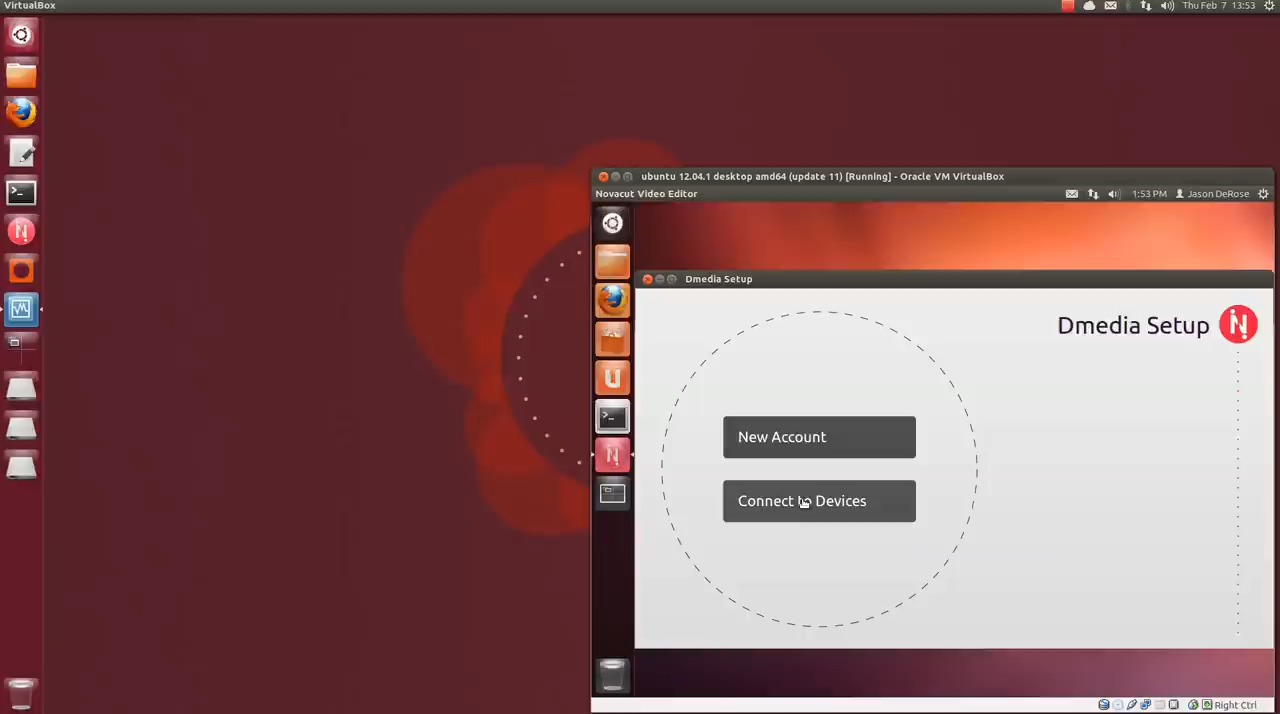 VirtualBox
Thu Feb 7 13:53
ubuntu 12.04.1 desktop amd64 (update 11) [Running] - Oracle VM VirtualBox
Novacut Video Editor
1:53 PM
Jason DeRose
Dmedia Setup
Dmedia Setup
New Account
Connect to Devices
Right Ctrl